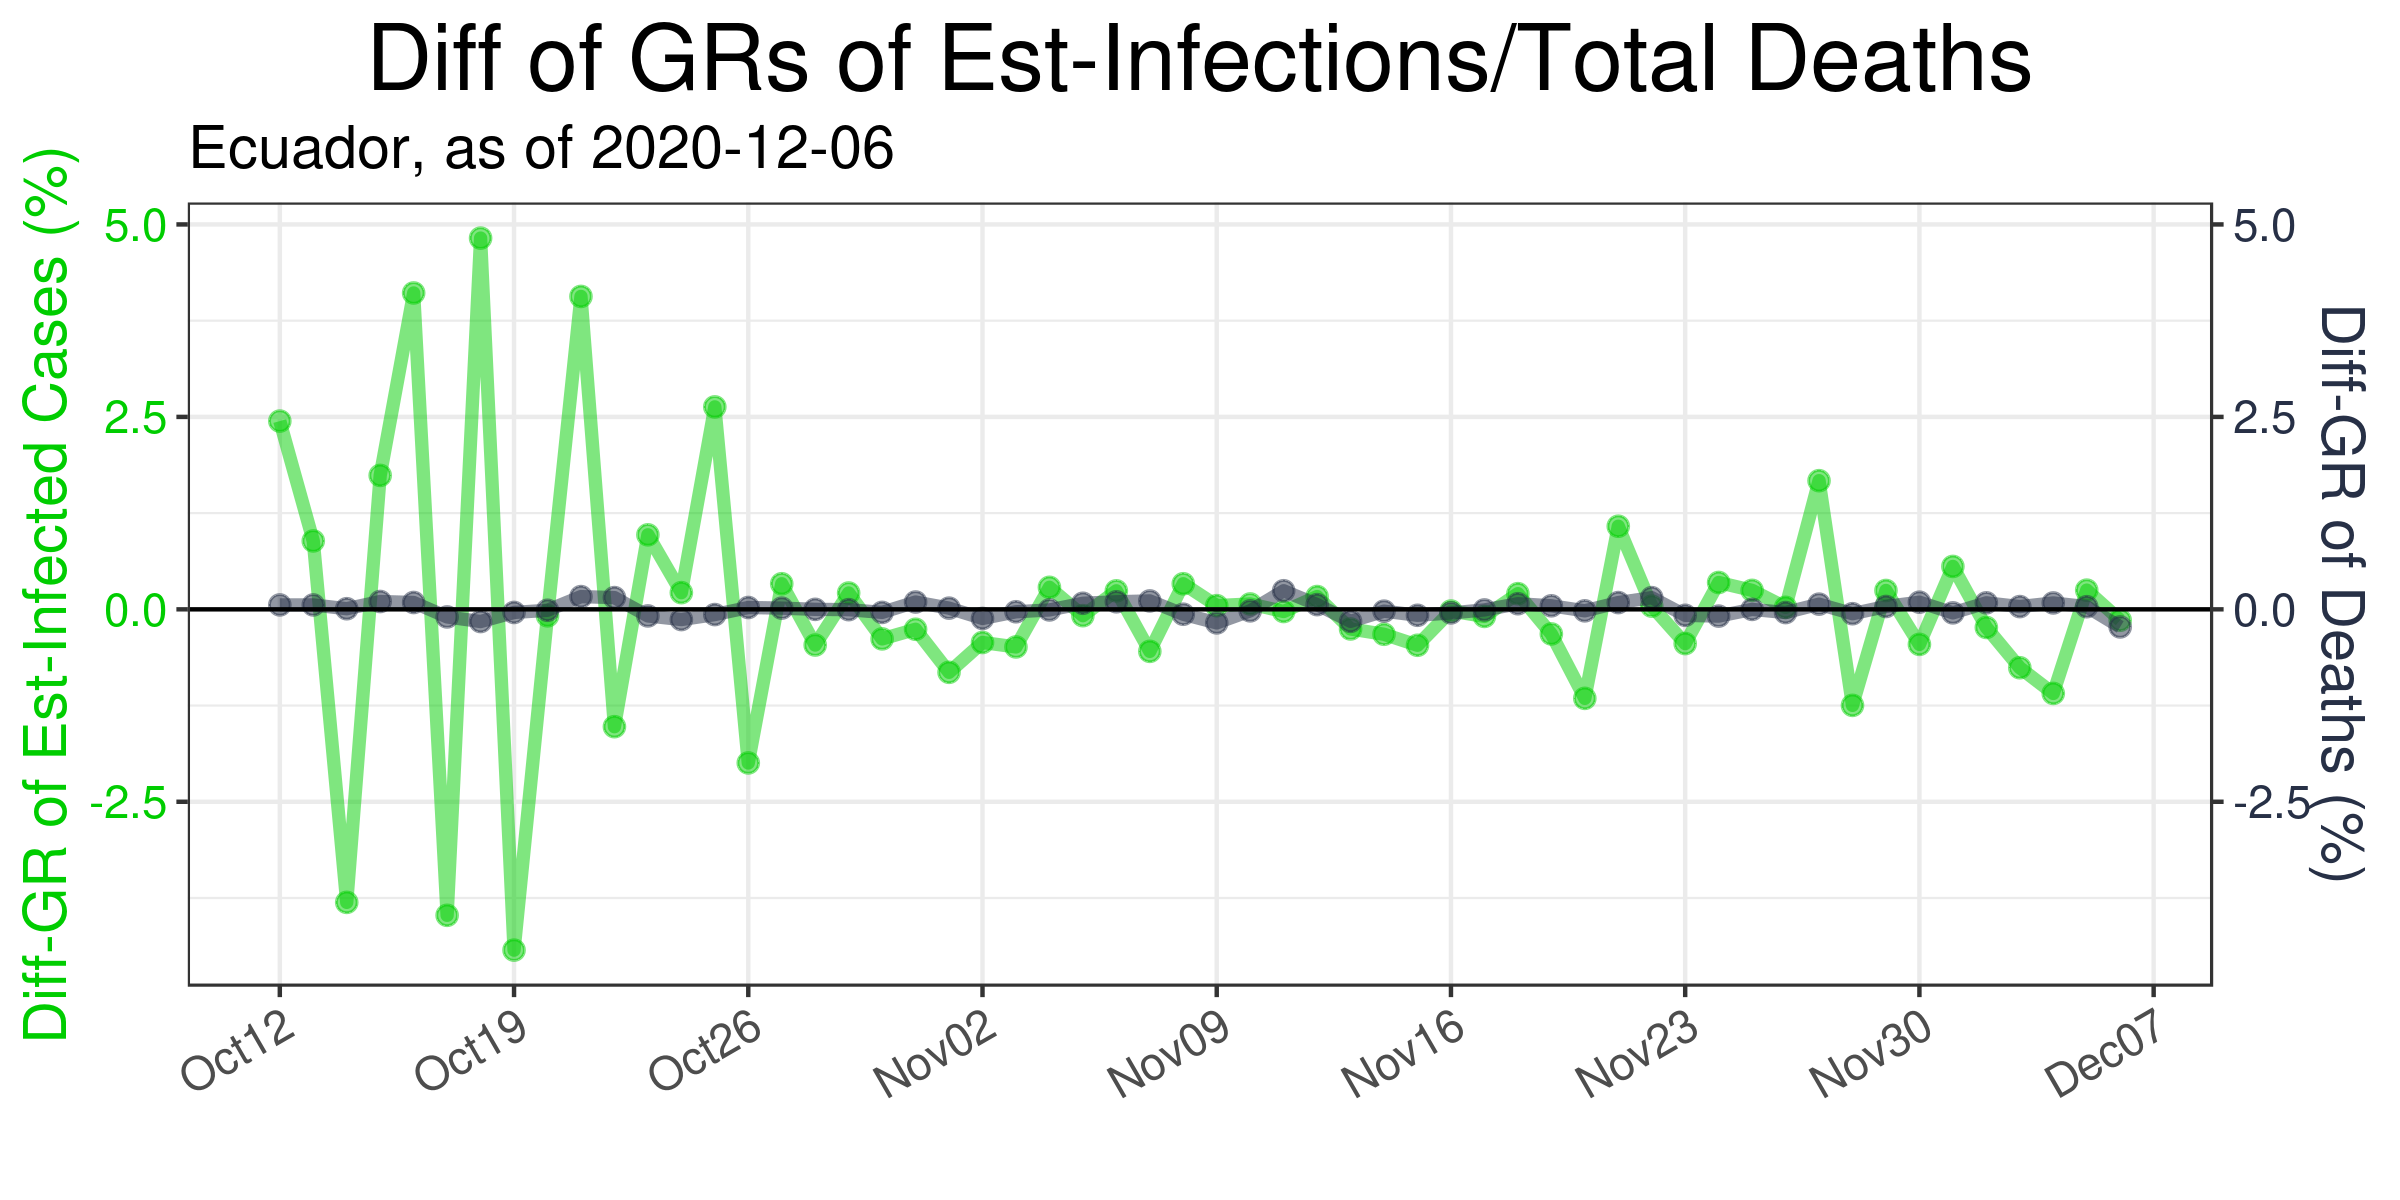 Diff of GRs of Est-Infections/Total Deaths
Ecuador, as of 2020-12-06
Diff-GR of Est-Infected Cases (%)
5.0
2.5
0.0
-2.5
5.0
2.5
0.0
-2.5
Diff-GR of Deaths (%)
Oct12
Oct19
Oct26
Nov02
Nov09
Nov16
Nov23
Nov30
Dec07